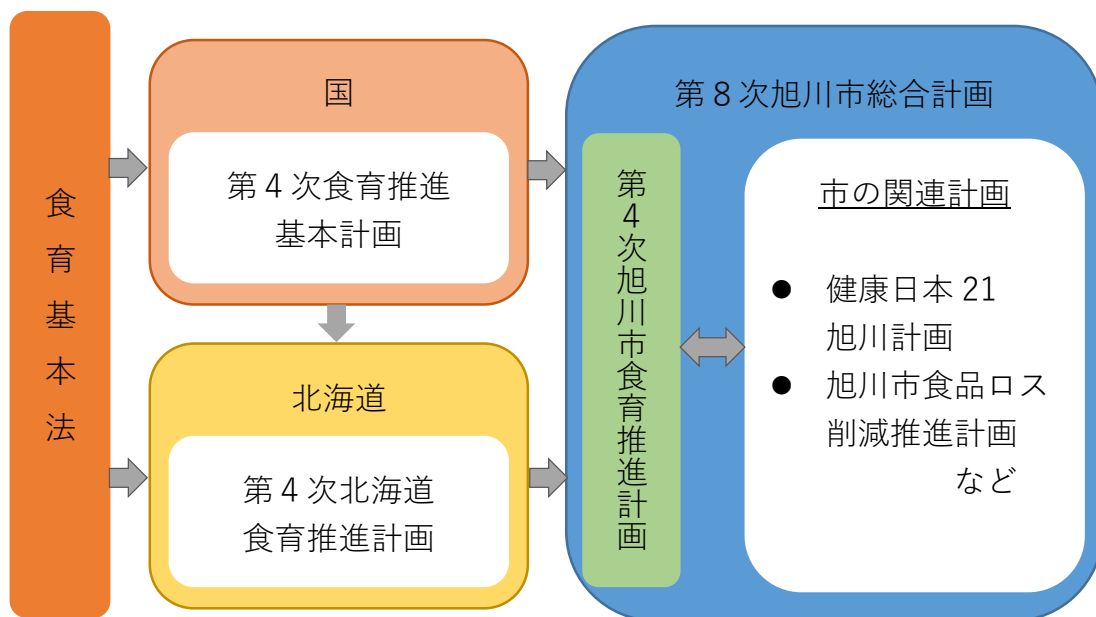 食育基本法
国
第4次食育推進
基本計画
北海道
第4次北海道
食育推進計画
第8次旭川市総合計画
第4次旭川市食育推進計画
市の関連計画
● 健康日本21
旭川計画
● 旭川市食品ロス
削減推進計画
など